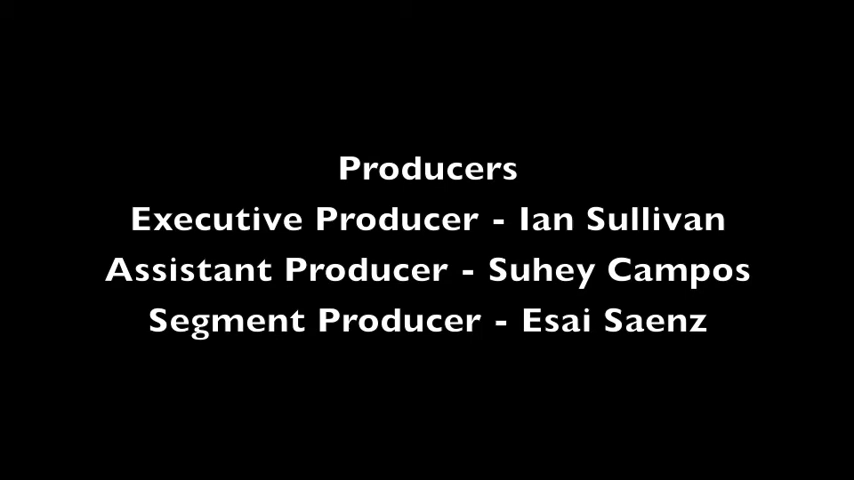 Producers
Executive Producer - Ian Sullivan
Assistant Producer - Suhey Campos
Segment Producer - Esai Saenz